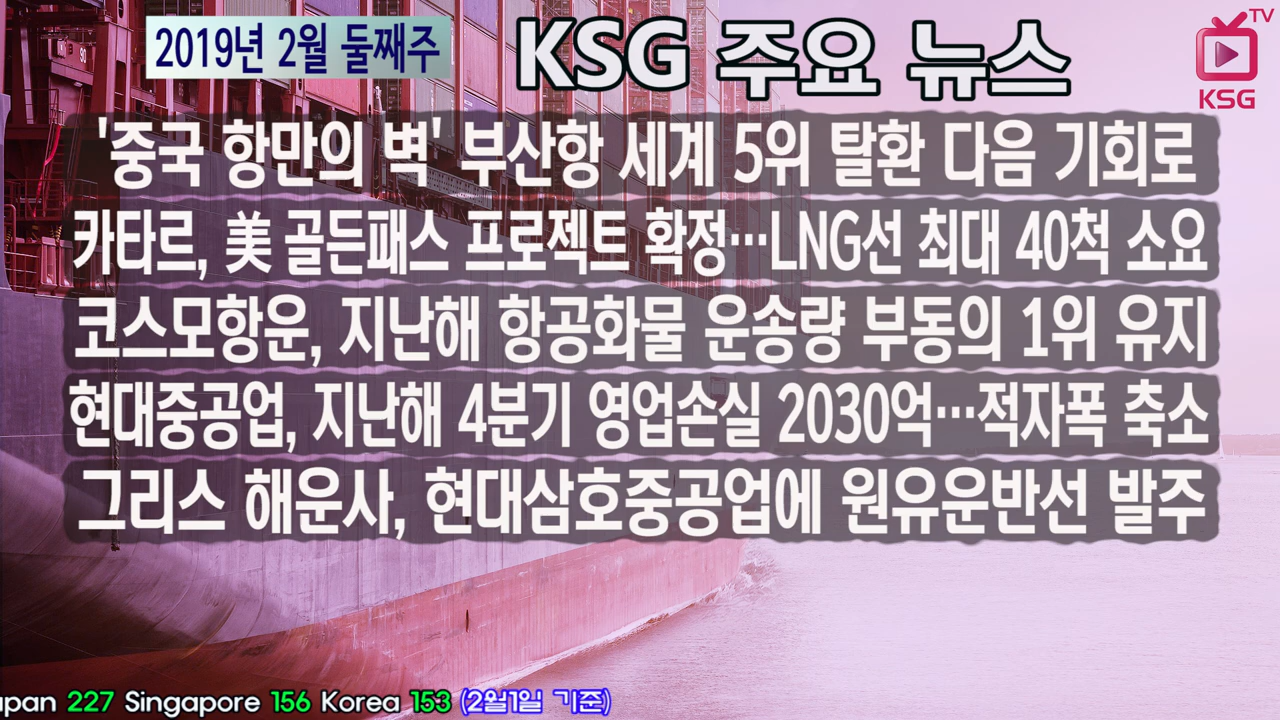 2019년 2월 둘째주
KSG 주요 뉴스
TV
KSG
'중국 항만의 벽' 부산항 세계 5위 탈환 다음 기회로
카타르, 美 골든패스 프로젝트 확정…LNG선 최대 40척 소요
코스모항운, 지난해 항공화물 운송량 부동의 1위 유지
현대중공업, 지난해 4분기 영업손실 2030억…적자폭 축소
그리스 해운사, 현대삼호중공업에 원유운반선 발주
apan 227 Singapore 156 Korea 153 (2월1일 기준)